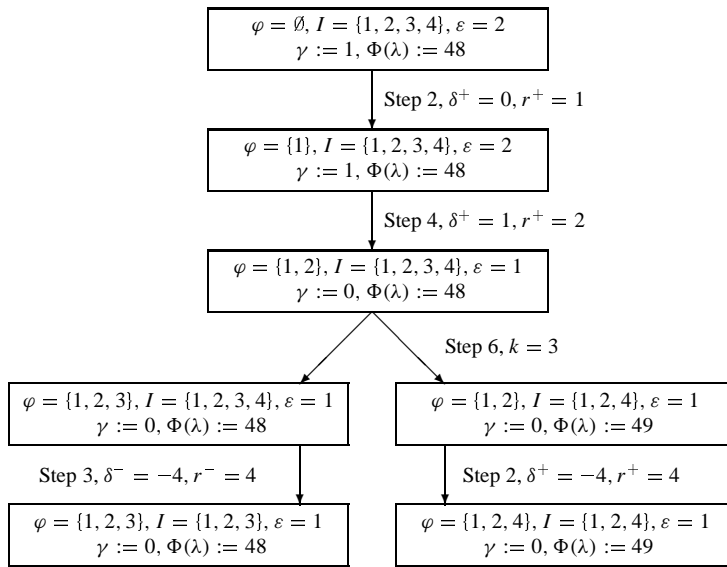 φ = ∅, I = {1, 2, 3, 4}, ε = 2
γ := 1, Φ(λ) := 48
Step 2, δ⁺ = 0, r⁺ = 1
φ = {1}, I = {1, 2, 3, 4}, ε = 2
γ := 1, Φ(λ) := 48
Step 4, δ⁺ = 1, r⁺ = 2
φ = {1, 2}, I = {1, 2, 3, 4}, ε = 1
γ := 0, Φ(λ) := 48
Step 6, k = 3
φ = {1, 2, 3}, I = {1, 2, 3, 4}, ε = 1
γ := 0, Φ(λ) := 48
φ = {1, 2}, I = {1, 2, 4}, ε = 1
γ := 0, Φ(λ) := 49
Step 3, δ⁻ = −4, r⁻ = 4
Step 2, δ⁺ = −4, r⁺ = 4
φ = {1, 2, 3}, I = {1, 2, 3}, ε = 1
γ := 0, Φ(λ) := 48
φ = {1, 2, 4}, I = {1, 2, 4}, ε = 1
γ := 0, Φ(λ) := 49